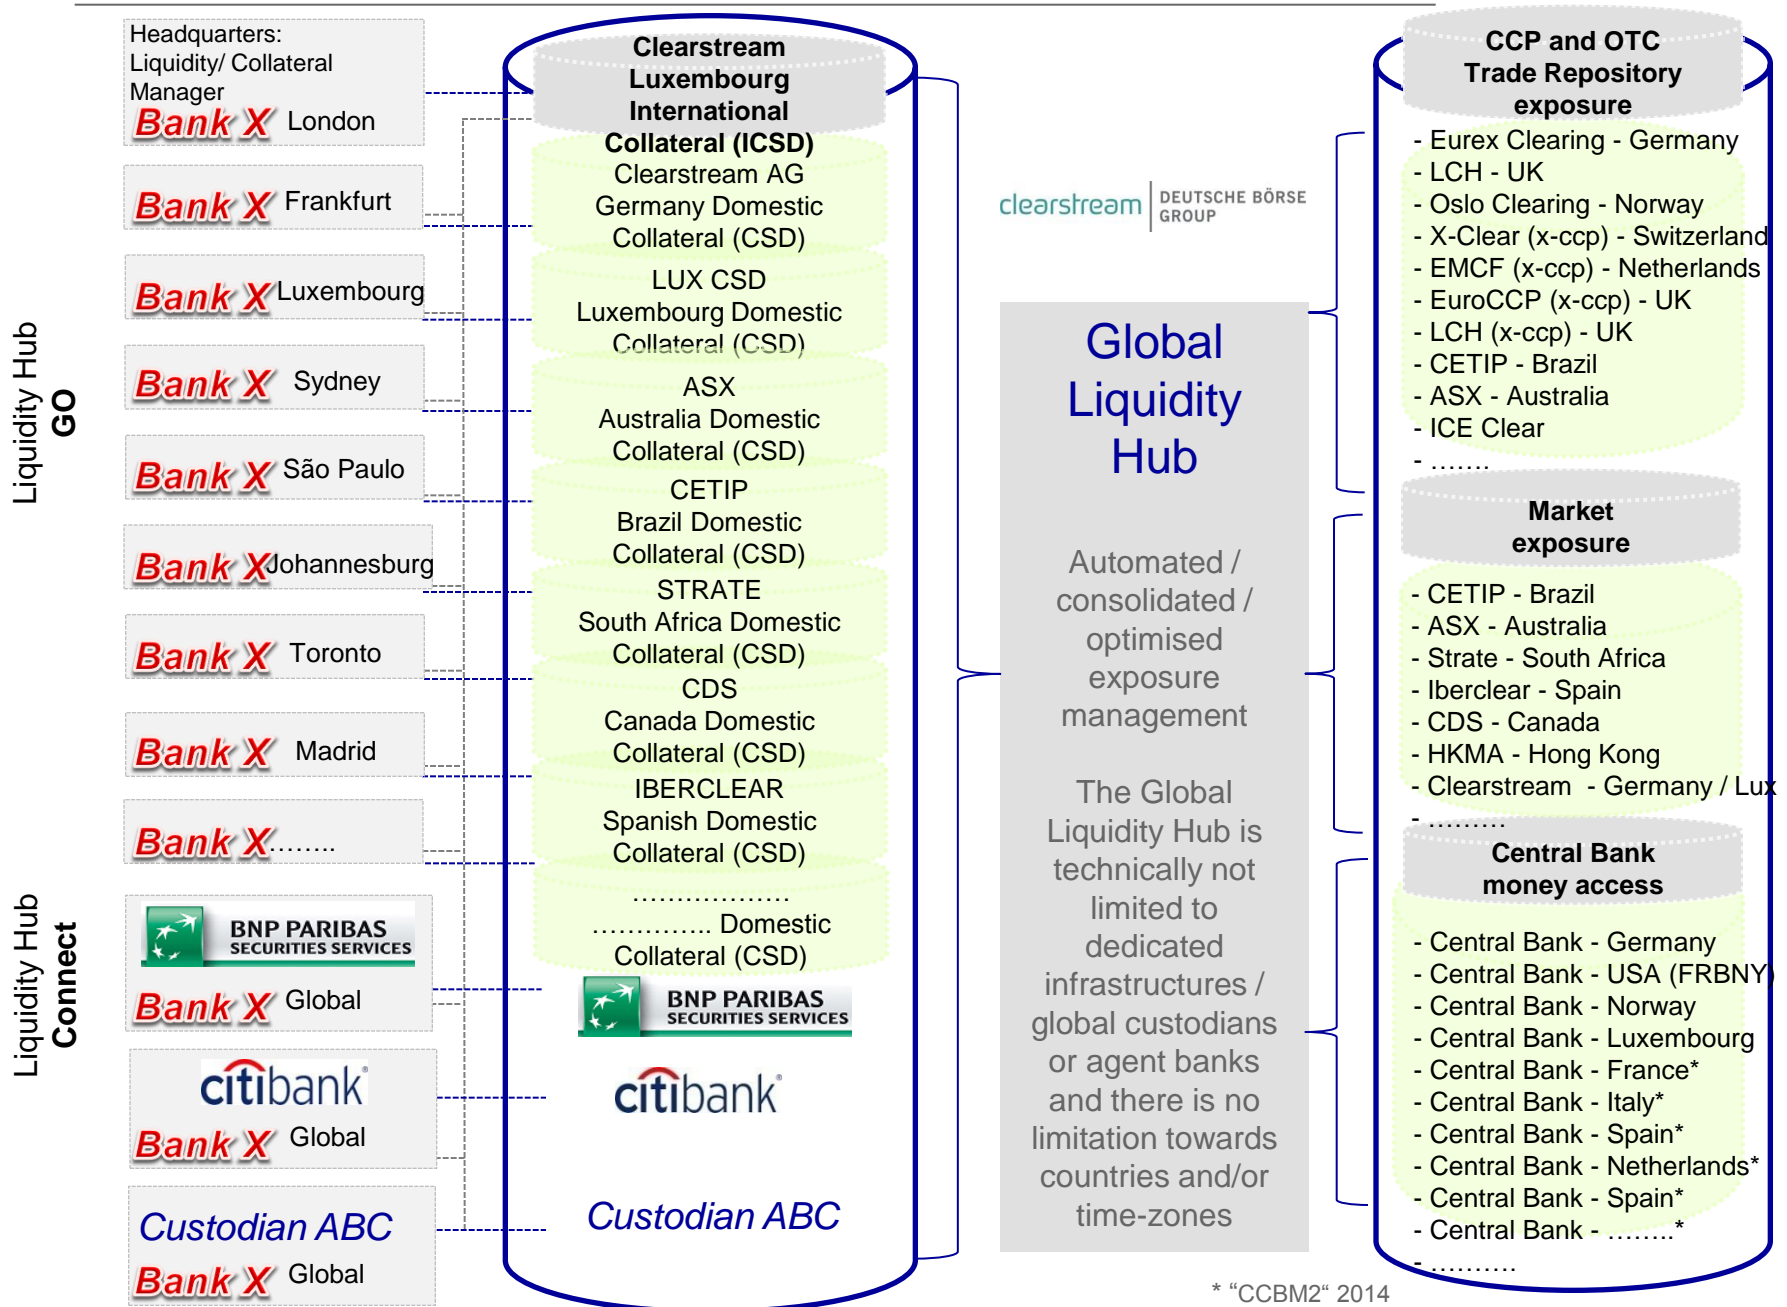 Liquidity Hub
GO
Liquidity Hub
Connect
Headquarters:
Liquidity/ Collateral
Manager
Bank X London
Bank X Frankfurt
Bank X Luxembourg
Bank X Sydney
Bank X São Paulo
Bank X Johannesburg
Bank X Toronto
Bank X Madrid
Bank X ……..
BNP PARIBAS
SECURITIES SERVICES
Bank X Global
citibank®
Bank X Global
Custodian ABC
Bank X Global
Clearstream
Luxembourg
International
Collateral (ICSD)
Clearstream AG
Germany Domestic
Collateral (CSD)
LUX CSD
Luxembourg Domestic
Collateral (CSD)
ASX
Australia Domestic
Collateral (CSD)
CETIP
Brazil Domestic
Collateral (CSD)
STRATE
South Africa Domestic
Collateral (CSD)
CDS
Canada Domestic
Collateral (CSD)
IBERCLEAR
Spanish Domestic
Collateral (CSD)
………………
………….. Domestic
Collateral (CSD)
BNP PARIBAS
SECURITIES SERVICES
citibank®
Custodian ABC
clearstream | DEUTSCHE BÖRSE
GROUP
Global
Liquidity
Hub
Automated /
consolidated /
optimised
exposure
management
The Global
Liquidity Hub is
technically not
limited to
dedicated
infrastructures /
global custodians
or agent banks
and there is no
limitation towards
countries and/or
time-zones
CCP and OTC
Trade Repository
exposure
- Eurex Clearing - Germany
- LCH - UK
- Oslo Clearing - Norway
- X-Clear (x-ccp) - Switzerland
- EMCF (x-ccp) - Netherlands
- EuroCCP (x-ccp) - UK
- LCH (x-ccp) - UK
- CETIP - Brazil
- ASX - Australia
- ICE Clear
- …….
Market
exposure
- CETIP - Brazil
- ASX - Australia
- Strate - South Africa
- Iberclear - Spain
- CDS - Canada
- HKMA - Hong Kong
- Clearstream - Germany / Lux
- ………
Central Bank
money access
- Central Bank - Germany
- Central Bank - USA (FRBNY)
- Central Bank - Norway
- Central Bank - Luxembourg
- Central Bank - France*
- Central Bank - Italy*
- Central Bank - Spain*
- Central Bank - Netherlands*
- Central Bank - Spain*
- Central Bank - ……..*
- ……….
* “CCBM2“ 2014